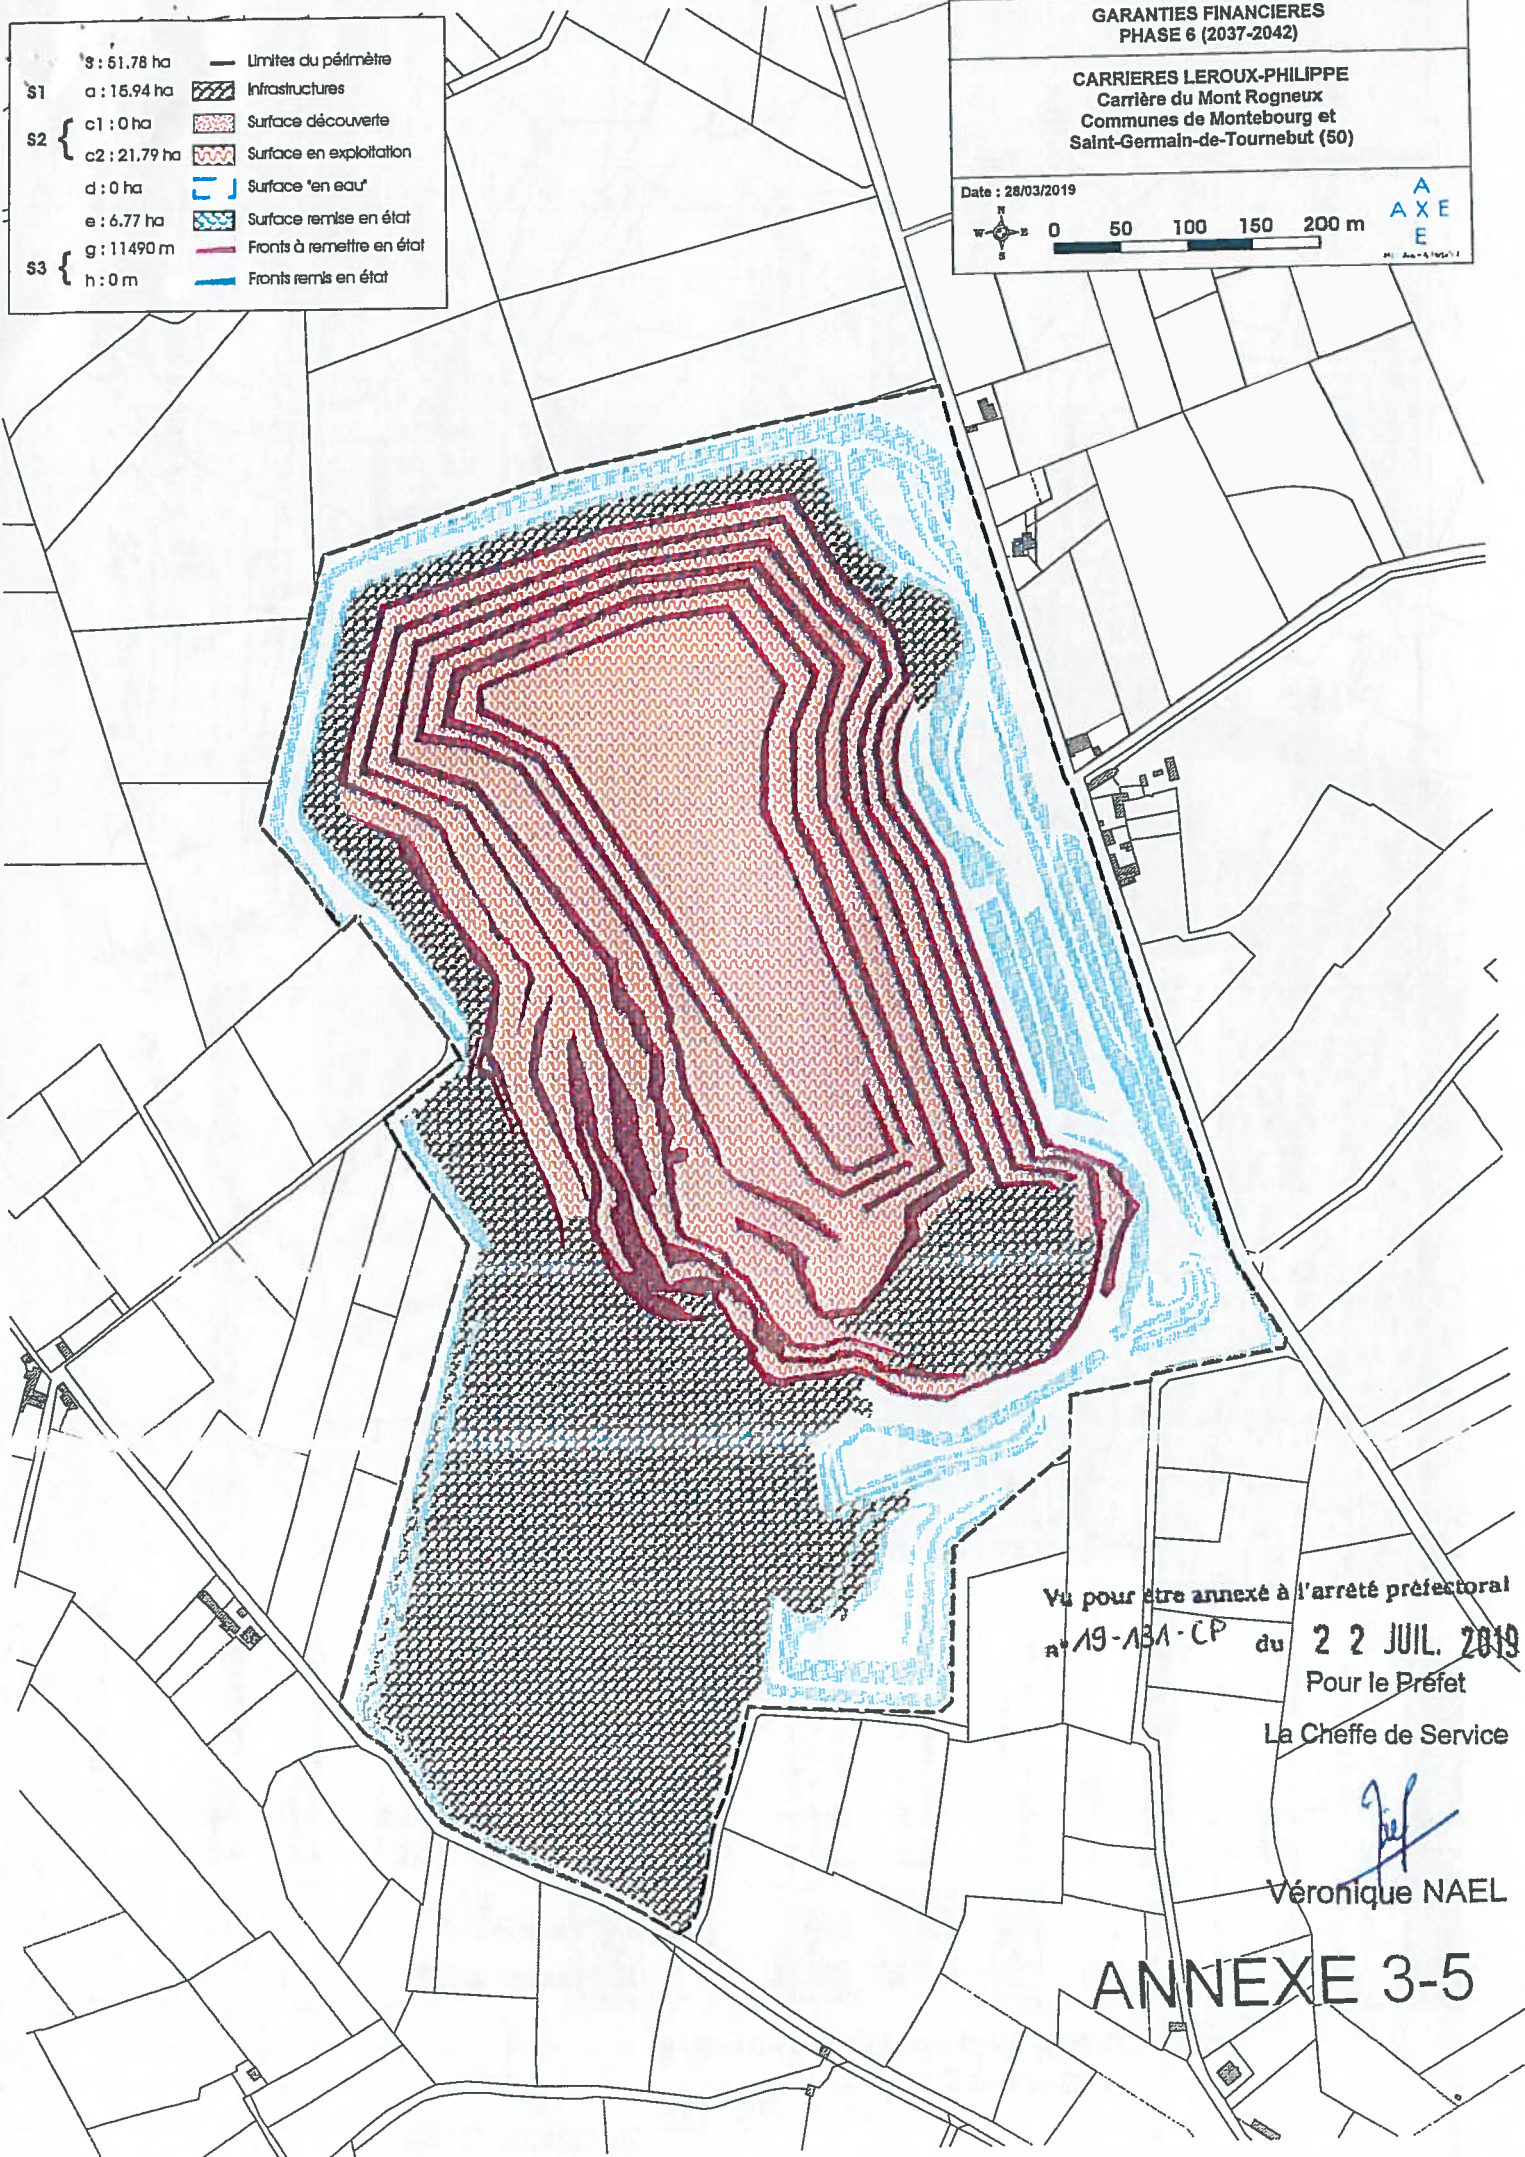 S : 51.78 ha Limites du périmètre
S1 a : 15.94 ha Infrastructures
S2 { c1 : 0 ha Surface découverte
c2 : 21.79 ha Surface en exploitation
d : 0 ha Surface "en eau"
e : 6.77 ha Surface remise en état
S3 { g : 11490 m Fronts à remettre en état
h : 0 m Fronts remis en état
GARANTIES FINANCIERES
PHASE 6 (2037-2042)
CARRIERES LEROUX-PHILIPPE
Carrière du Mont Rogneux
Communes de Montebourg et
Saint-Germain-de-Tournebut (50)
Date : 28/03/2019
N
W E
S
0 50 100 150 200 m
A
A X E
E
Vu pour être annexé à l'arrêté préfectoral
n° 19-131-CP du 2 2 JUIL. 2019
Pour le Préfet
La Cheffe de Service
Véronique NAEL
ANNEXE 3-5